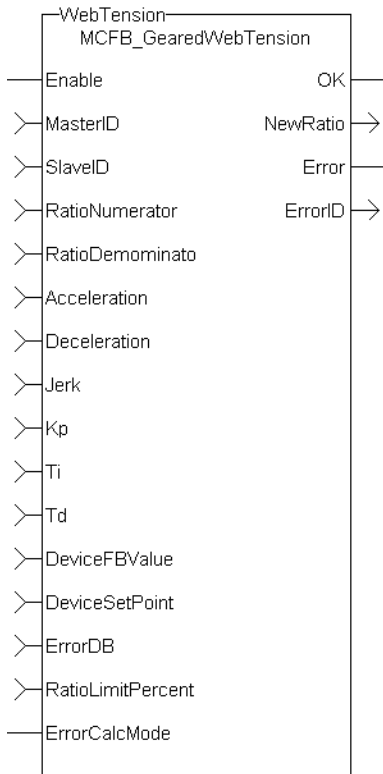 WebTension
MCFB_GearedWebTension
Enable OK
MasterID NewRatio
SlaveID Error
RatioNumerator ErrorID
RatioDemominato
Acceleration
Deceleration
Jerk
Kp
Ti
Td
DeviceFBValue
DeviceSetPoint
ErrorDB
RatioLimitPercent
ErrorCalcMode